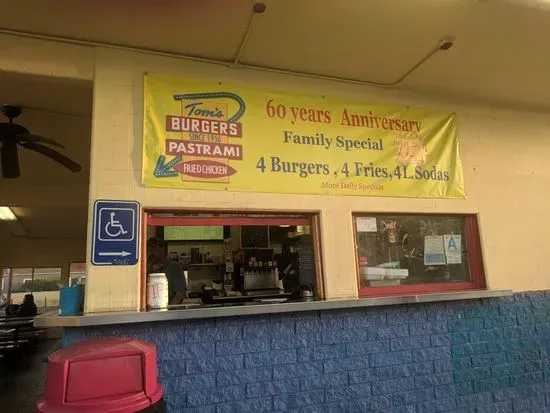 Tom's
BURGERS
SINCE 1956
PASTRAMI
FRIED CHICKEN
60 years Anniversary
Family Special
4 Burgers , 4 Fries, 4 L. Sodas
More Daily Specials
A